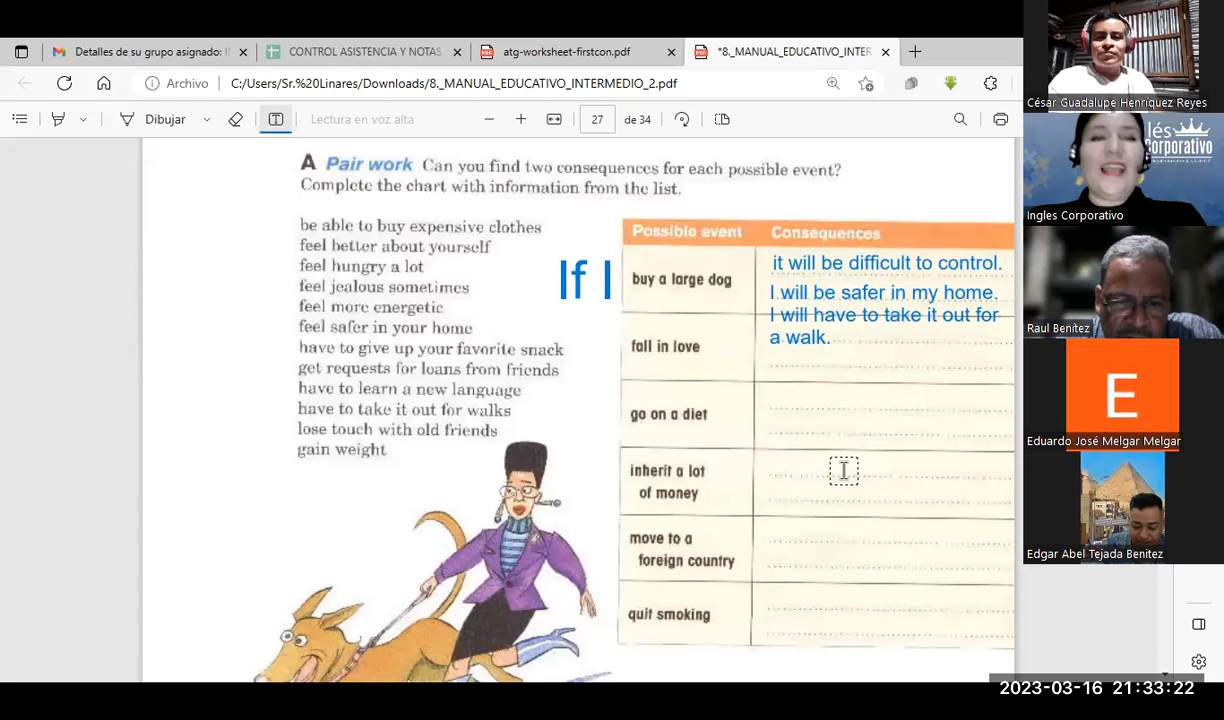 Detalles de su grupo asignado: I
CONTROL ASISTENCIA Y NOTAS
atg-worksheet-firstcon.pdf
*8._MANUAL_EDUCATIVO_INTER
Archivo
C:/Users/Sr.%20Linares/Downloads/8._MANUAL_EDUCATIVO_INTERMEDIO_2.pdf
Dibujar
Lectura en voz alta
27
de 34
A Pair work Can you find two consequences for each possible event?
Complete the chart with information from the list.
be able to buy expensive clothes
feel better about yourself
feel hungry a lot
feel jealous sometimes
feel more energetic
feel safer in your home
have to give up your favorite snack
get requests for loans from friends
have to learn a new language
have to take it out for walks
lose touch with old friends
gain weight
If I
Possible event
Consequences
buy a large dog
it will be difficult to control.
I will be safer in my home.
I will have to take it out for
a walk.
fall in love
go on a diet
inherit a lot
of money
move to a
foreign country
quit smoking
César Guadalupe Henríquez Reyes
lés
Corporativo
Ingles Corporativo
Raul Benítez
E
Eduardo José Melgar Melgar
Edgar Abel Tejada Benitez
2023-03-16 21:33:22